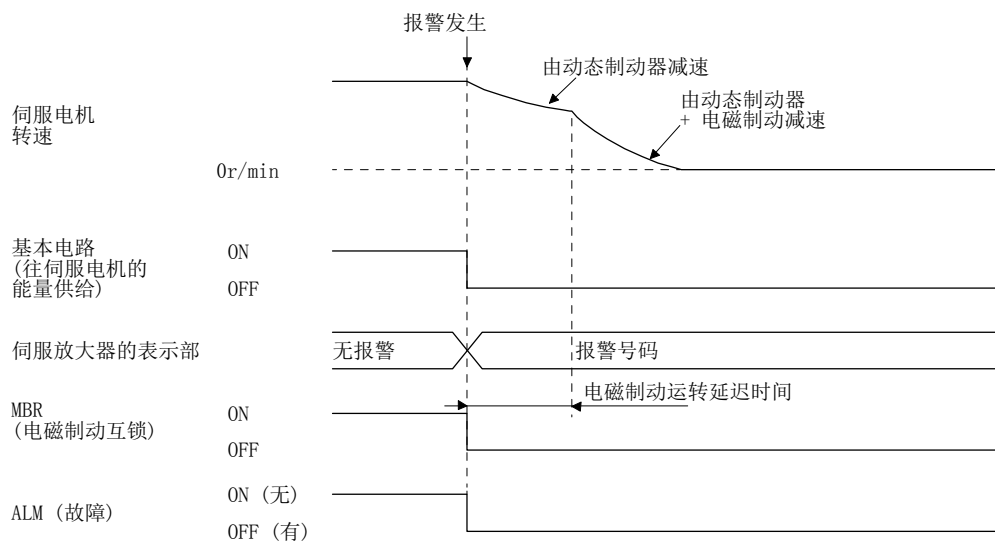 报警发生
由动态制动器减速
由动态制动器
+ 电磁制动减速
伺服电机
转速
0r/min
基本电路
(往伺服电机的
能量供给)
ON
OFF
伺服放大器的表示部
无报警
报警号码
电磁制动运转延迟时间
MBR
(电磁制动互锁)
ON
OFF
ALM (故障)
ON (无)
OFF (有)